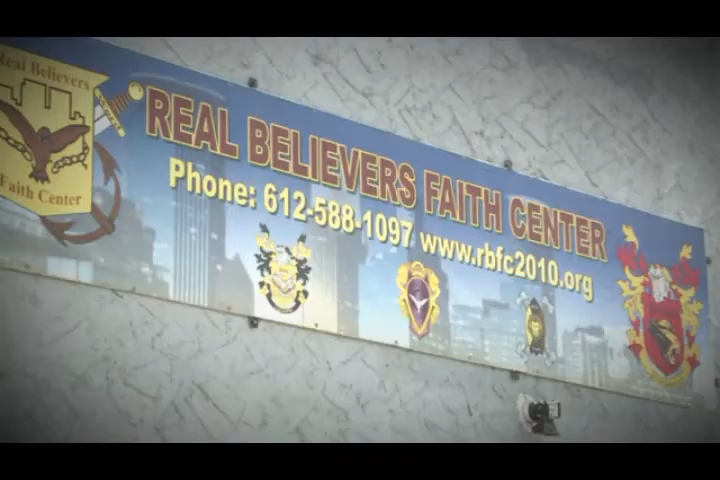 Real Believers
Faith Center
REAL BELIEVERS FAITH CENTER
Phone: 612-588-1097 www.rbfc2010.org